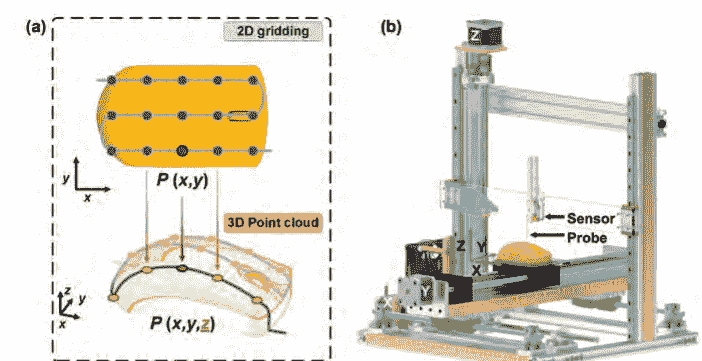 (a)
2D gridding
P (x,y)
y
x
3D Point cloud
z
y
x
P (x,y,z)
(b)
Z
Sensor
Probe
Z
Y
X
Y
X